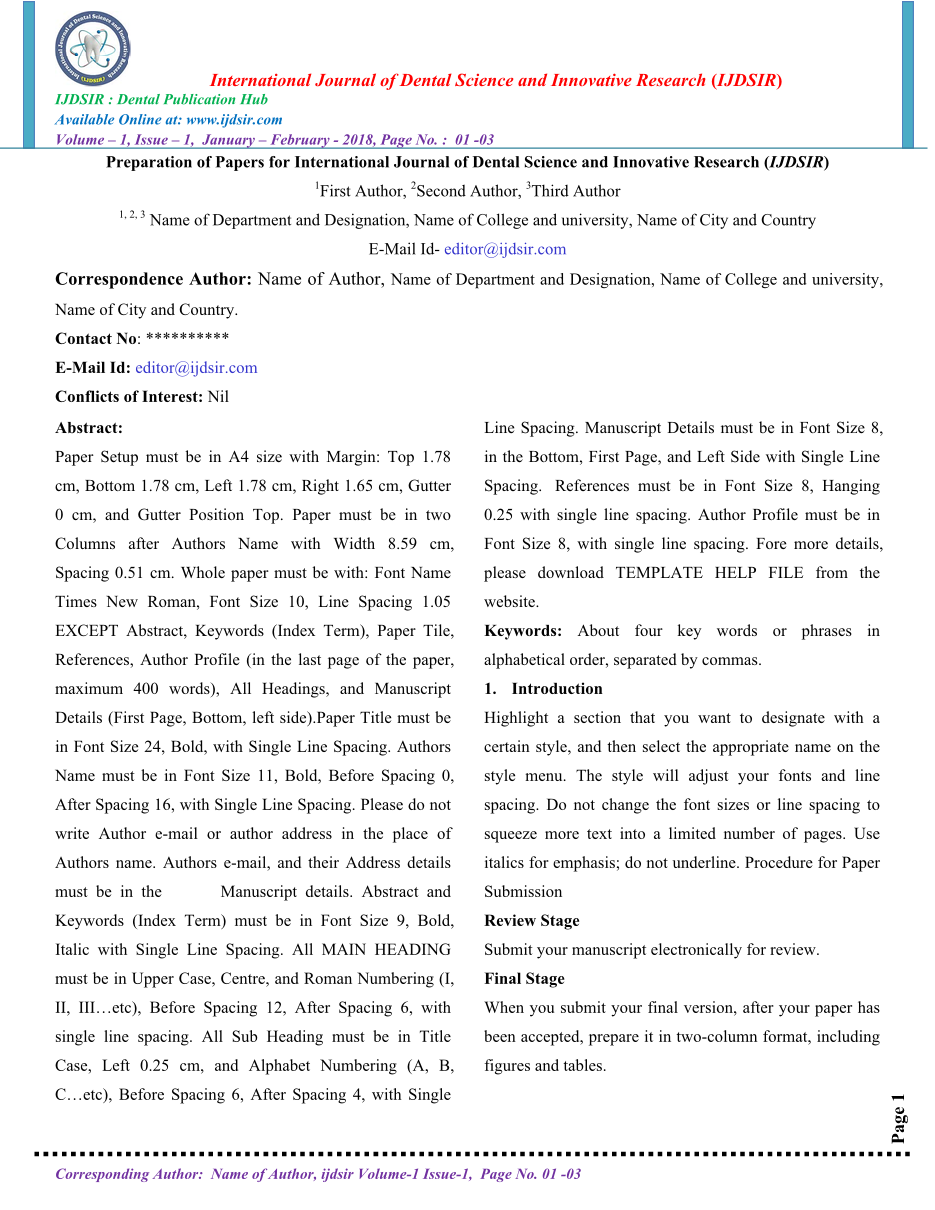 International Journal of Dental Science and Innovative Research (IJDSIR)
IJDSIR : Dental Publication Hub
Available Online at: www.ijdsir.com
Volume – 1, Issue – 1, January – February - 2018, Page No. : 01 -03
Preparation of Papers for International Journal of Dental Science and Innovative Research (IJDSIR)
1First Author, 2Second Author, 3Third Author
1, 2, 3 Name of Department and Designation, Name of College and university, Name of City and Country
E-Mail Id- editor@ijdsir.com
Correspondence Author: Name of Author, Name of Department and Designation, Name of College and university,
Name of City and Country.
Contact No: **********
E-Mail Id: editor@ijdsir.com
Conflicts of Interest: Nil
Abstract:
Paper Setup must be in A4 size with Margin: Top 1.78
cm, Bottom 1.78 cm, Left 1.78 cm, Right 1.65 cm, Gutter
0 cm, and Gutter Position Top. Paper must be in two
Columns after Authors Name with Width 8.59 cm,
Spacing 0.51 cm. Whole paper must be with: Font Name
Times New Roman, Font Size 10, Line Spacing 1.05
EXCEPT Abstract, Keywords (Index Term), Paper Tile,
References, Author Profile (in the last page of the paper,
maximum 400 words), All Headings, and Manuscript
Details (First Page, Bottom, left side).Paper Title must be
in Font Size 24, Bold, with Single Line Spacing. Authors
Name must be in Font Size 11, Bold, Before Spacing 0,
After Spacing 16, with Single Line Spacing. Please do not
write Author e-mail or author address in the place of
Authors name. Authors e-mail, and their Address details
must be in the Manuscript details. Abstract and
Keywords (Index Term) must be in Font Size 9, Bold,
Italic with Single Line Spacing. All MAIN HEADING
must be in Upper Case, Centre, and Roman Numbering (I,
II, III…etc), Before Spacing 12, After Spacing 6, with
single line spacing. All Sub Heading must be in Title
Case, Left 0.25 cm, and Alphabet Numbering (A, B,
C…etc), Before Spacing 6, After Spacing 4, with Single
Line Spacing. Manuscript Details must be in Font Size 8,
in the Bottom, First Page, and Left Side with Single Line
Spacing. References must be in Font Size 8, Hanging
0.25 with single line spacing. Author Profile must be in
Font Size 8, with single line spacing. Fore more details,
please download TEMPLATE HELP FILE from the
website.
Keywords: About four key words or phrases in
alphabetical order, separated by commas.
1. Introduction
Highlight a section that you want to designate with a
certain style, and then select the appropriate name on the
style menu. The style will adjust your fonts and line
spacing. Do not change the font sizes or line spacing to
squeeze more text into a limited number of pages. Use
italics for emphasis; do not underline. Procedure for Paper
Submission
Review Stage
Submit your manuscript electronically for review.
Final Stage
When you submit your final version, after your paper has
been accepted, prepare it in two-column format, including
figures and tables.
Page 1
Corresponding Author: Name of Author, ijdsir Volume-1 Issue-1, Page No. 01 -03